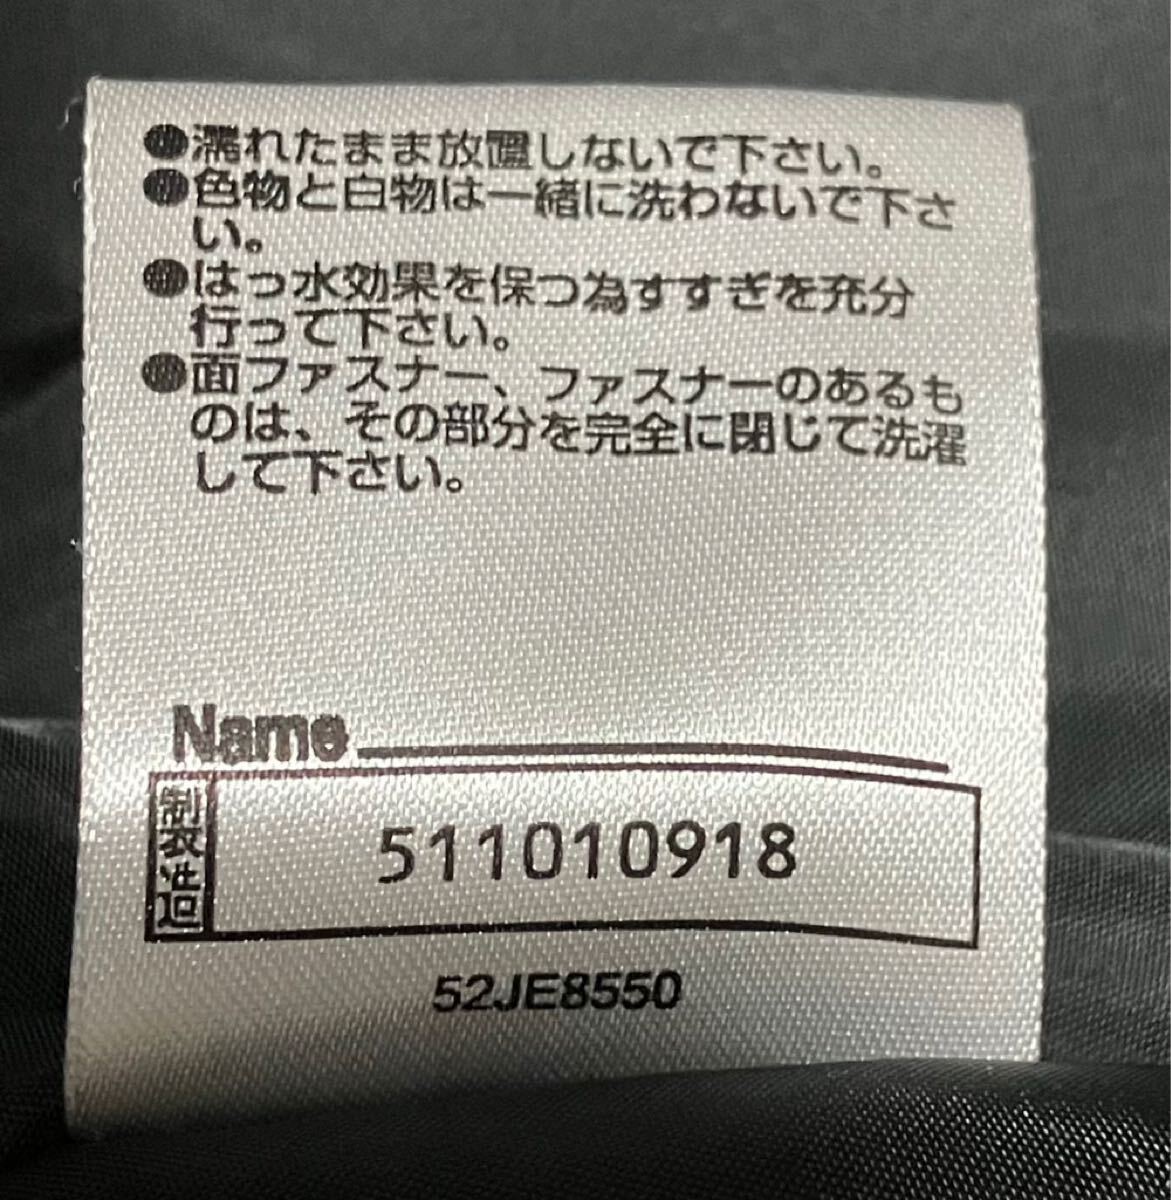 ●濡れたまま放置しないで下さい。
●色物と白物は一緒に洗わないで下さ
い。
●はっ水効果を保つ為すすぎを充分
行って下さい。
●面ファスナー、ファスナーのあるも
のは、その部分を完全に閉じて洗濯
して下さい。
Name
511010918
52JE8550